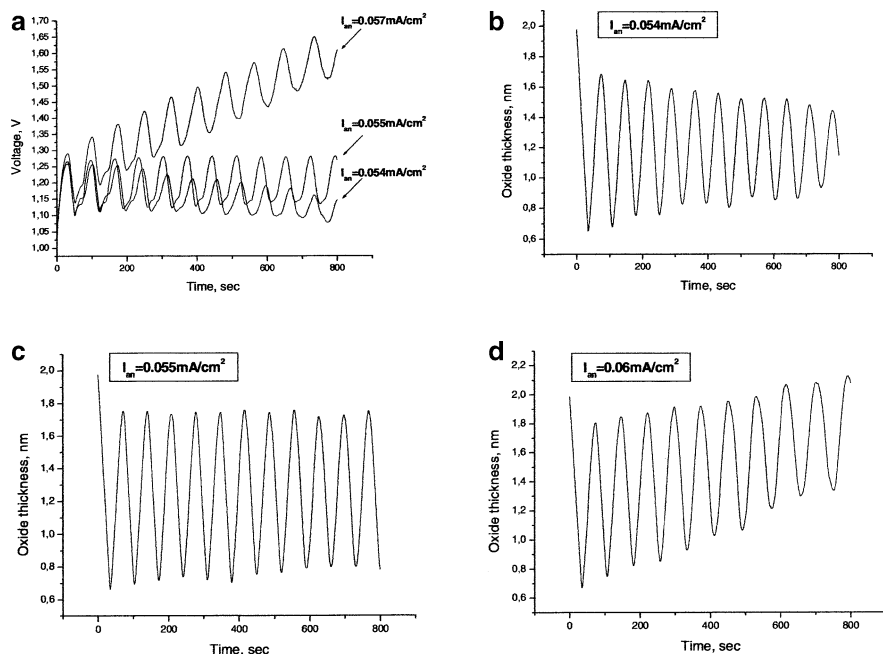 a
I_an=0.057mA/cm²
1,70
1,65
1,60
1,55
1,50
1,45
1,40
1,35
1,30
1,25
1,20
1,15
1,10
1,05
1,00
Voltage, V
I_an=0.055mA/cm²
I_an=0.054mA/cm²
0 200 400 600 800
Time, sec
b
I_an=0.054mA/cm²
2,0
1,8
1,6
1,4
1,2
1,0
0,8
0,6
Oxide thickness, nm
0 200 400 600 800
Time, sec
c
I_an=0.055mA/cm²
2,0
1,8
1,6
1,4
1,2
1,0
0,8
0,6
Oxide thickness, nm
0 200 400 600 800
Time, sec
d
I_an=0.06mA/cm²
2,2
2,0
1,8
1,6
1,4
1,2
1,0
0,8
0,6
Oxide thickness, nm
0 200 400 600 800
Time, sec